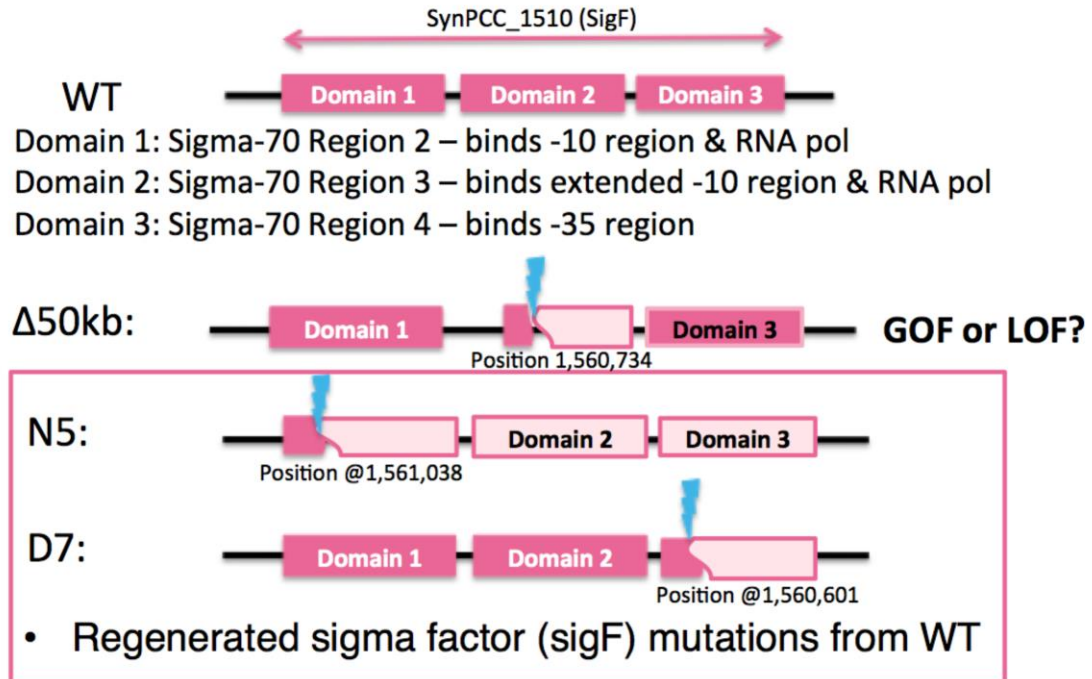 SynPCC_1510 (SigF)
WT
Domain 1 Domain 2 Domain 3
Domain 1: Sigma-70 Region 2 – binds -10 region & RNA pol
Domain 2: Sigma-70 Region 3 – binds extended -10 region & RNA pol
Domain 3: Sigma-70 Region 4 – binds -35 region
Δ50kb: Domain 1 Domain 3 GOF or LOF?
Position 1,560,734
N5: Domain 2 Domain 3
Position @1,561,038
D7: Domain 1 Domain 2
Position @1,560,601
• Regenerated sigma factor (sigF) mutations from WT